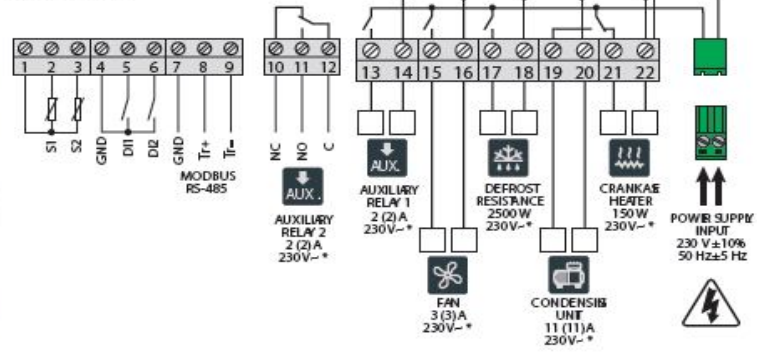 1 2 3 4 5 6 7 8 9
10 11 12
13 14 15 16 17 18 19 20 21 22
S1
S2
GND
DI1
DI2
GND
Tr+
Tr-
MODBUS
RS-485
NC
NO
C
AUX.
AUXILIARY
RELAY 2
2 (2) A
230V~ *
AUX.
AUXILIARY
RELAY 1
2 (2) A
230V~ *
FAN
3 (3) A
230V~ *
DEFROST
RESISTANCE
2500 W
230V~ *
CONDENSING
UNIT
11 (11) A
230V~ *
CRANKASE
HEATER
150 W
230V~ *
POWER SUPPLY
INPUT
230 V ±10%
50 Hz±5 Hz